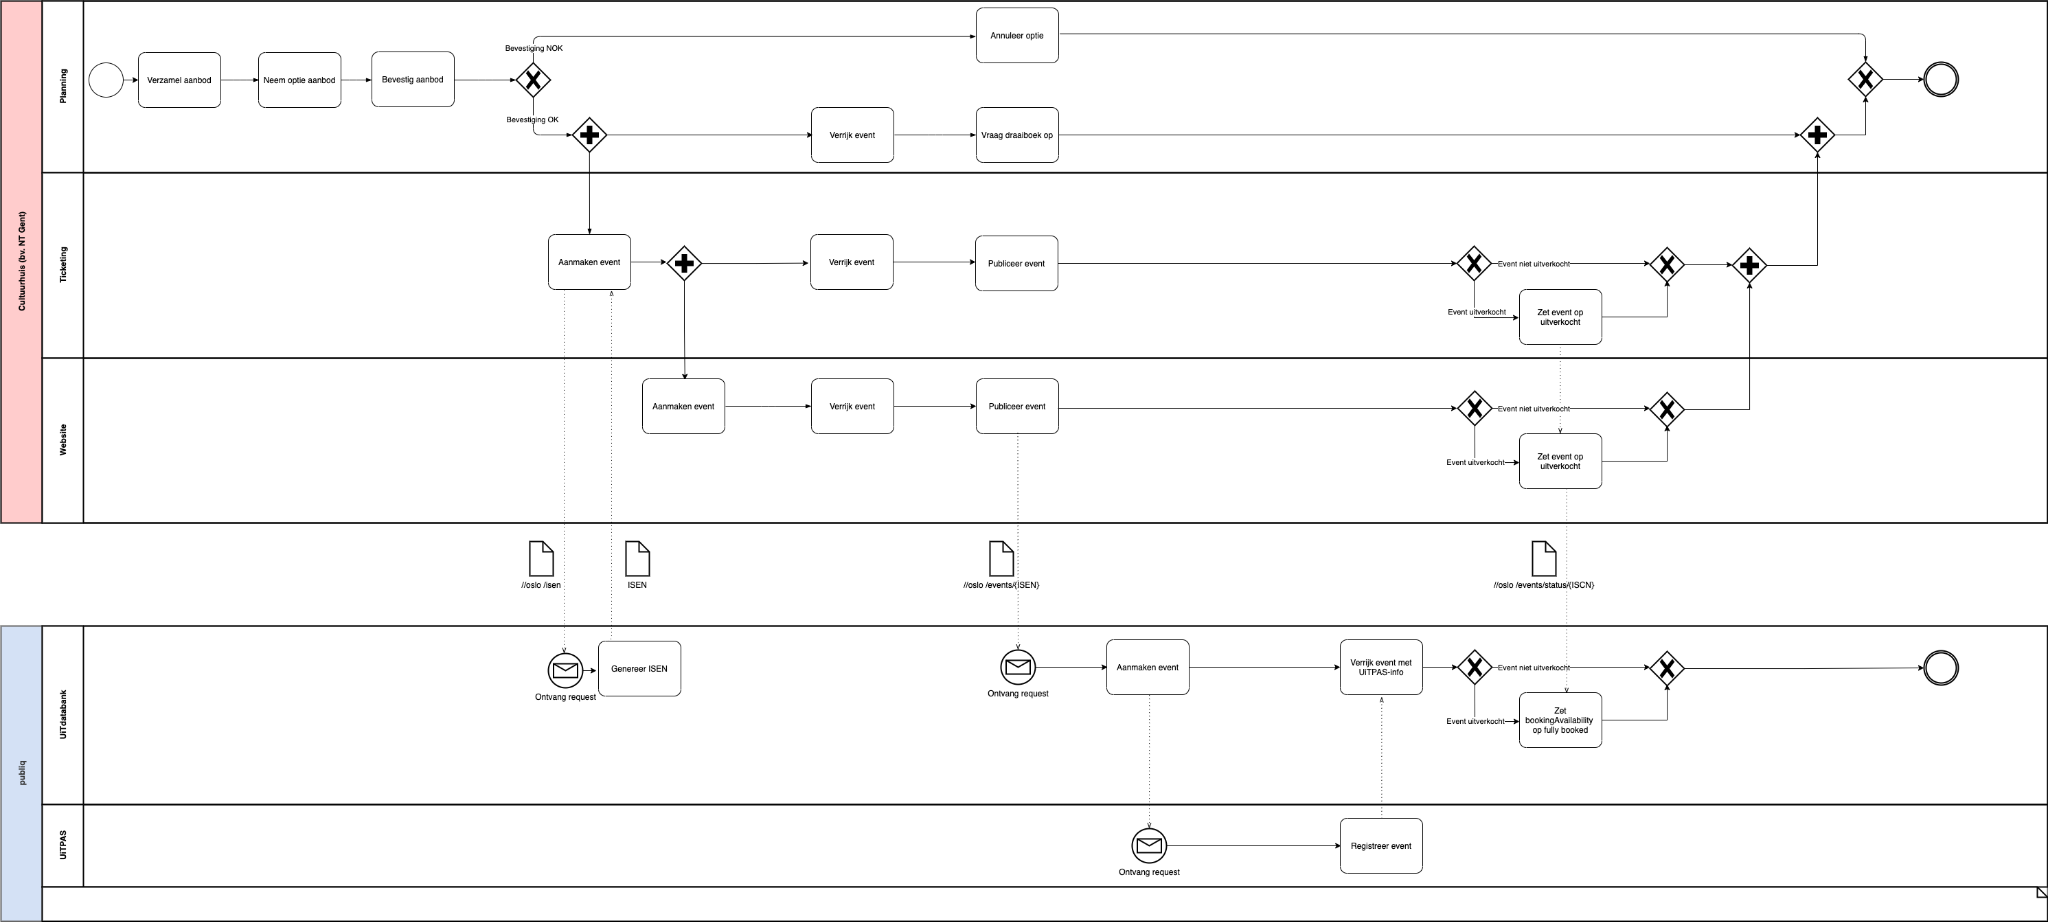 Cultuurhuis (bv. NT Gent)
Planning
Verzamel aanbod
Neem optie aanbod
Bevestig aanbod
Bevestiging NOK
Annuleer optie
Bevestiging OK
Verrijk event
Vraag draaiboek op
Ticketing
Aanmaken event
Verrijk event
Publiceer event
Event niet uitverkocht
Event uitverkocht
Zet event op
uitverkocht
Website
Aanmaken event
Verrijk event
Publiceer event
Event niet uitverkocht
Event uitverkocht
Zet event op
uitverkocht
//oslo /isen
ISEN
//oslo /events/{ISEN}
//oslo /events/status/{ISCN}
publiq
UiTdatabank
Ontvang request
Genereer ISEN
Ontvang request
Aanmaken event
Verrijk event met
UiTPAS-info
Event niet uitverkocht
Event uitverkocht
Zet
bookingAvailability
op fully booked
UiTPAS
Ontvang request
Registreer event